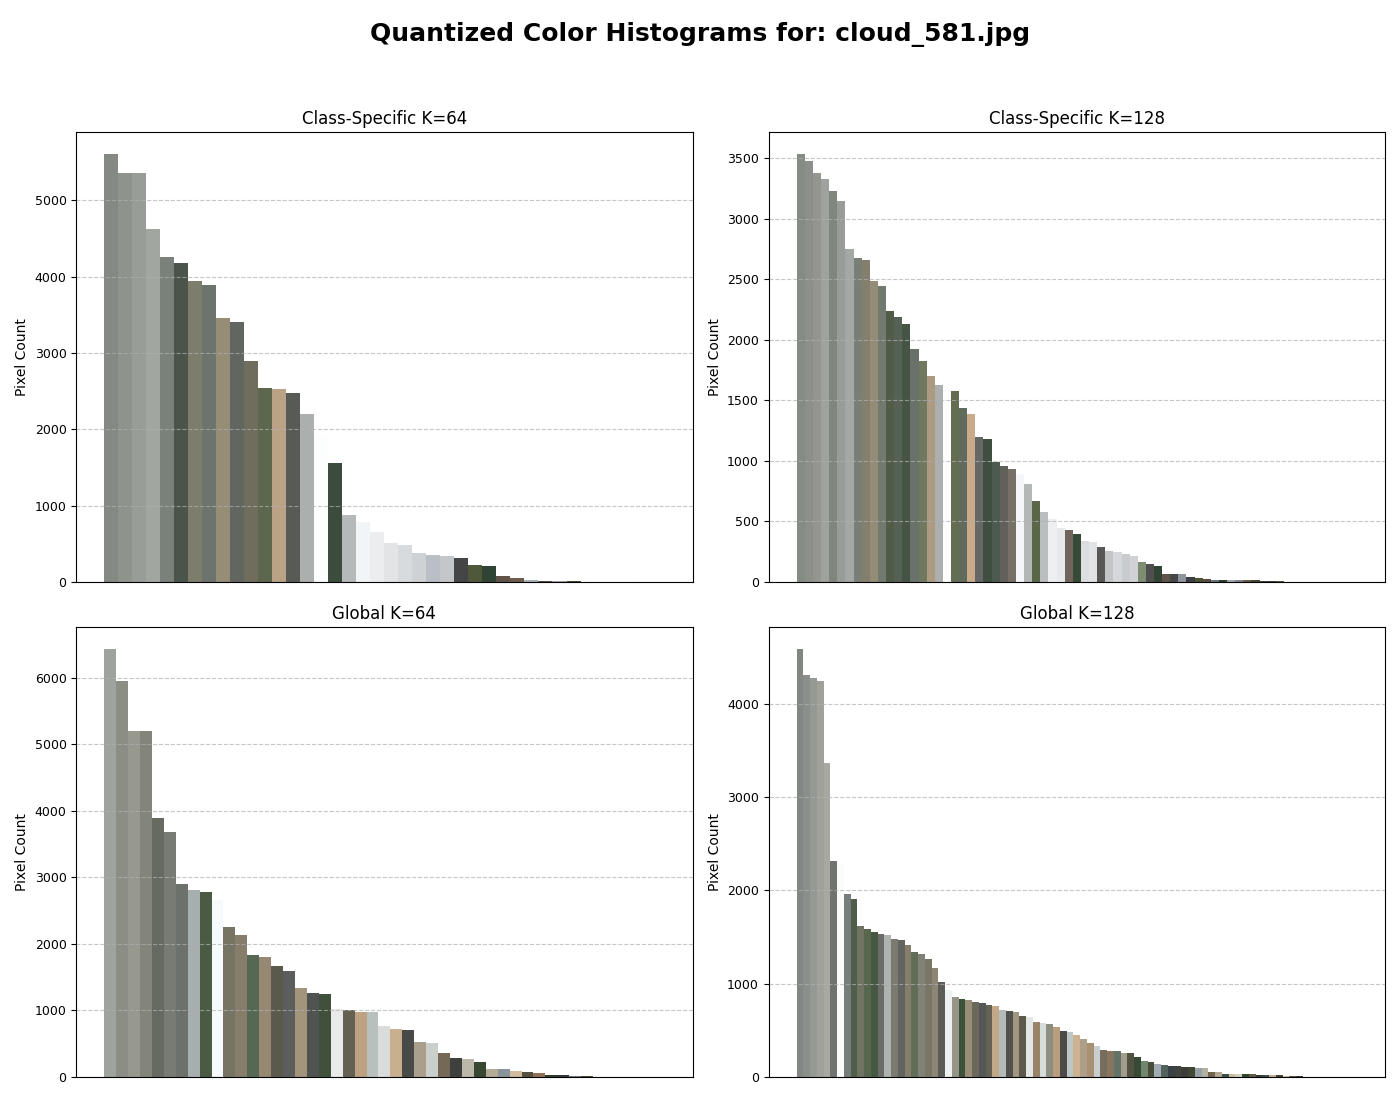 Quantized Color Histograms for: cloud_581.jpg
Class-Specific K=64
Pixel Count
5000
4000
3000
2000
1000
0
Class-Specific K=128
Pixel Count
3500
3000
2500
2000
1500
1000
500
0
Global K=64
Pixel Count
6000
5000
4000
3000
2000
1000
0
Global K=128
Pixel Count
4000
3000
2000
1000
0